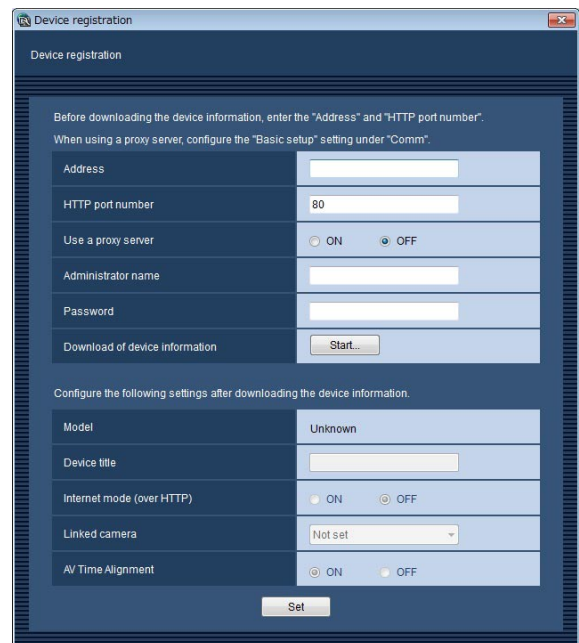 Device registration
Device registration
Before downloading the device information, enter the "Address" and "HTTP port number".
When using a proxy server, configure the "Basic setup" setting under "Comm".
Address
HTTP port number 80
Use a proxy server ON OFF
Administrator name
Password
Download of device information Start...
Configure the following settings after downloading the device information.
Model Unknown
Device title
Internet mode (over HTTP) ON OFF
Linked camera Not set
AV Time Alignment ON OFF
Set